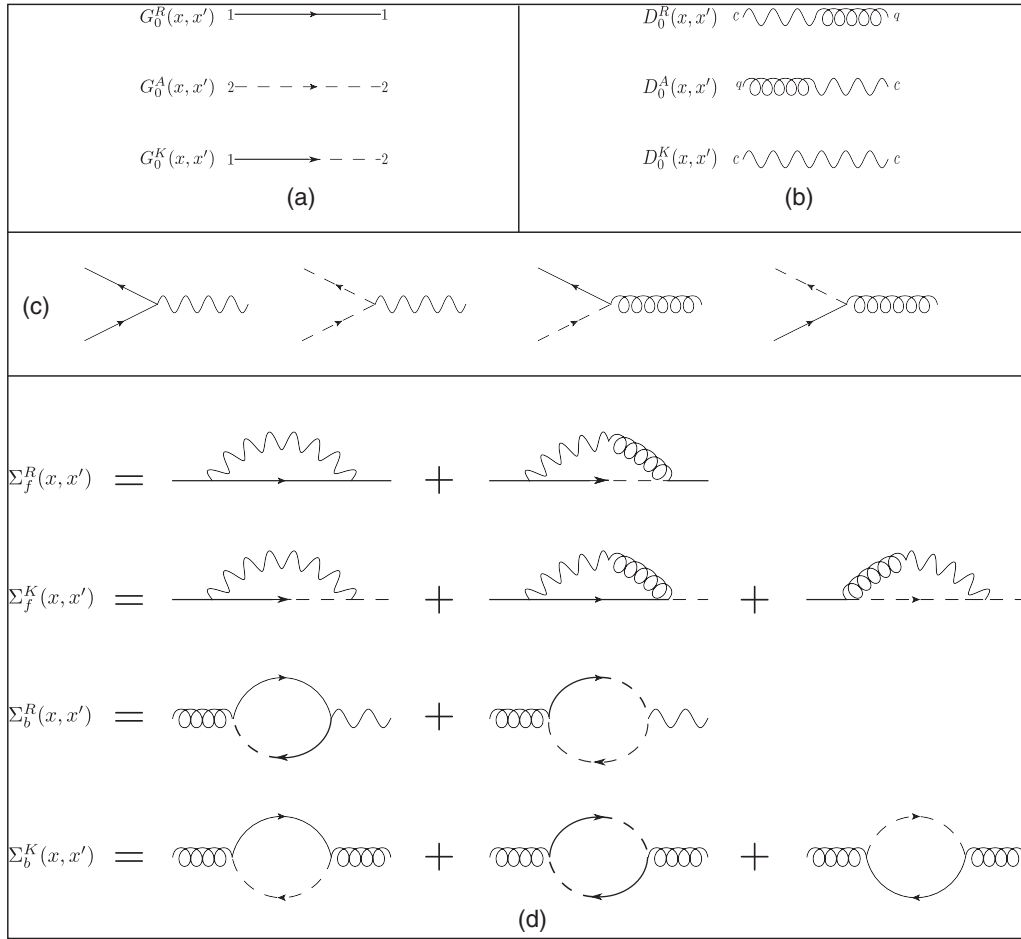 G_0^R(x, x′) 1 1
G_0^A(x, x′) 2 2
G_0^K(x, x′) 1 2
(a)
D_0^R(x, x′) c q
D_0^A(x, x′) q c
D_0^K(x, x′) c c
(b)
(c)
Σ_f^R(x, x′) = +
Σ_f^K(x, x′) = + +
Σ_b^R(x, x′) = +
Σ_b^K(x, x′) = + +
(d)